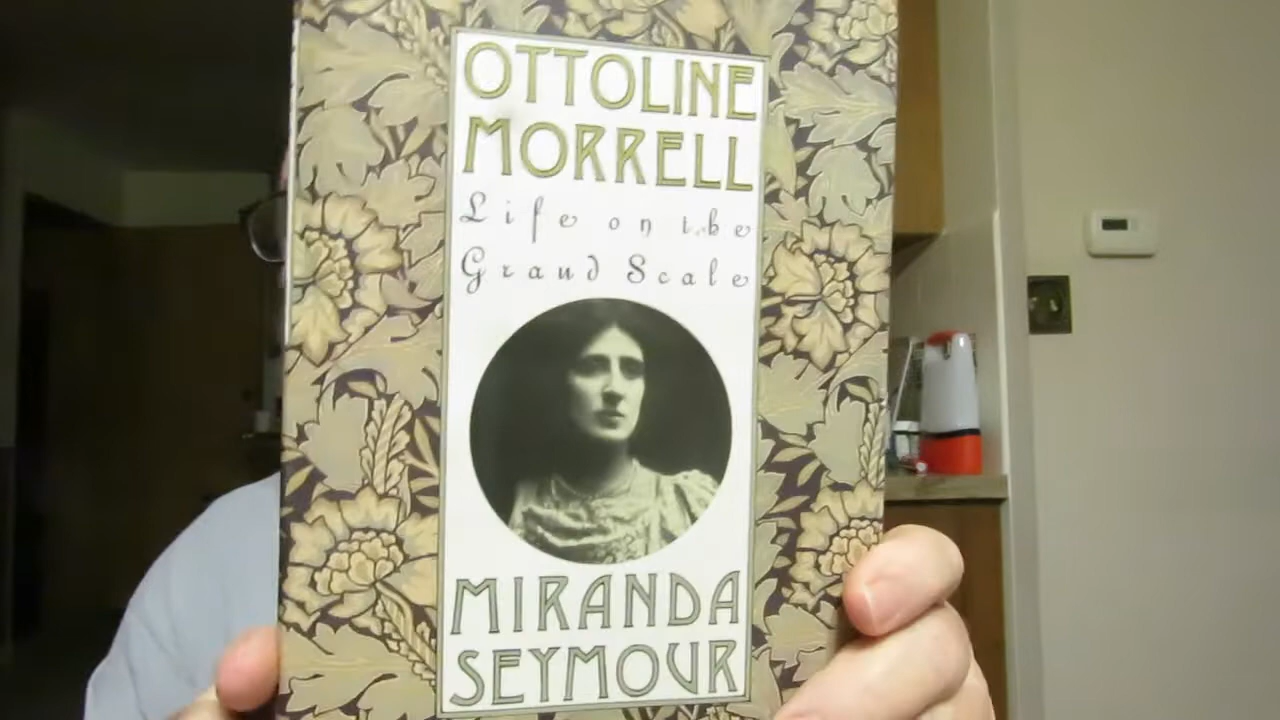 OTTOLINE
MORRELL
Life on the
Grand Scale
MIRANDA
SEYMOUR